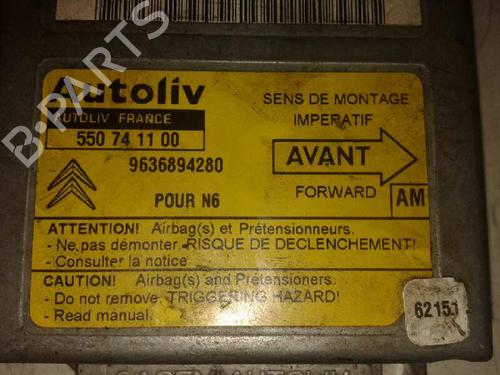 B-PARTS
Autoliv
AUTOLIV FRANCE
550 74 11 00
9636894280
POUR N6
SENS DE MONTAGE
IMPERATIF
AVANT
FORWARD
AM
ATTENTION! Airbag(s) et Prétensionneurs.
- Ne pas démonter. RISQUE DE DECLENCHEMENT!
- Consulter la notice
CAUTION! Airbag(s) and Prétensioners.
- Do not remove. TRIGGERING HAZARD!
- Read manual.
62151